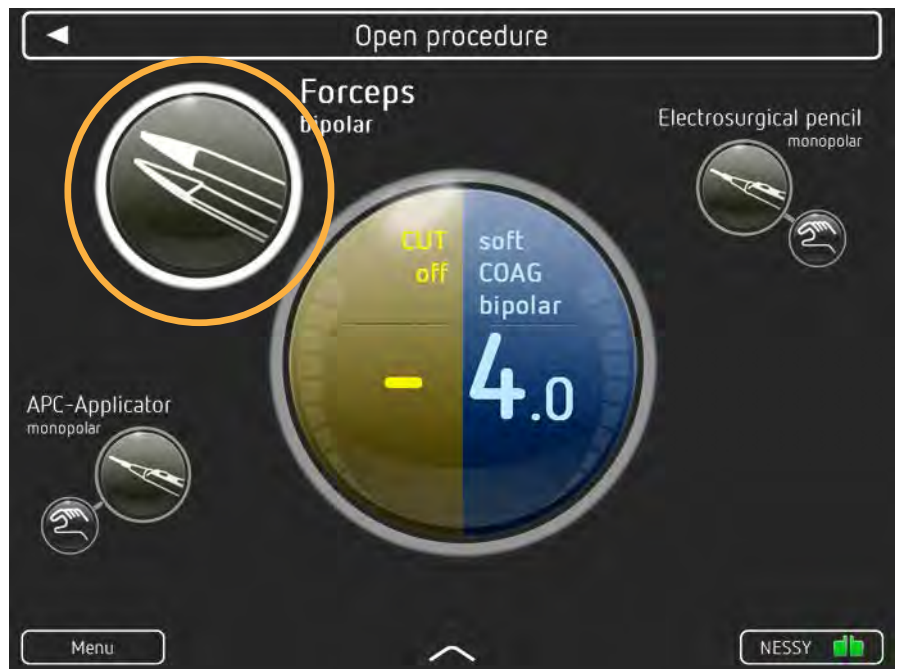 Open procedure
Forceps
bipolar
Electrosurgical pencil
monopolar
CUT
off
-
soft
COAG
bipolar
4.0
APC-Applicator
monopolar
Menu
NESSY